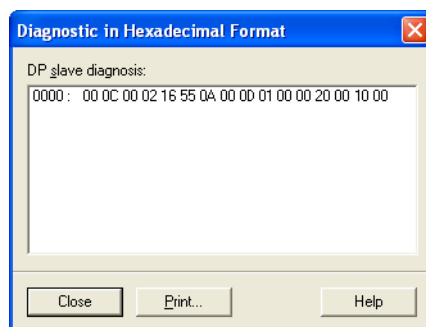 Diagnostic in Hexadecimal Format
DP slave diagnosis:
0000 : 00 0C 00 02 16 55 0A 00 0D 01 00 00 20 00 10 00
Close Print... Help